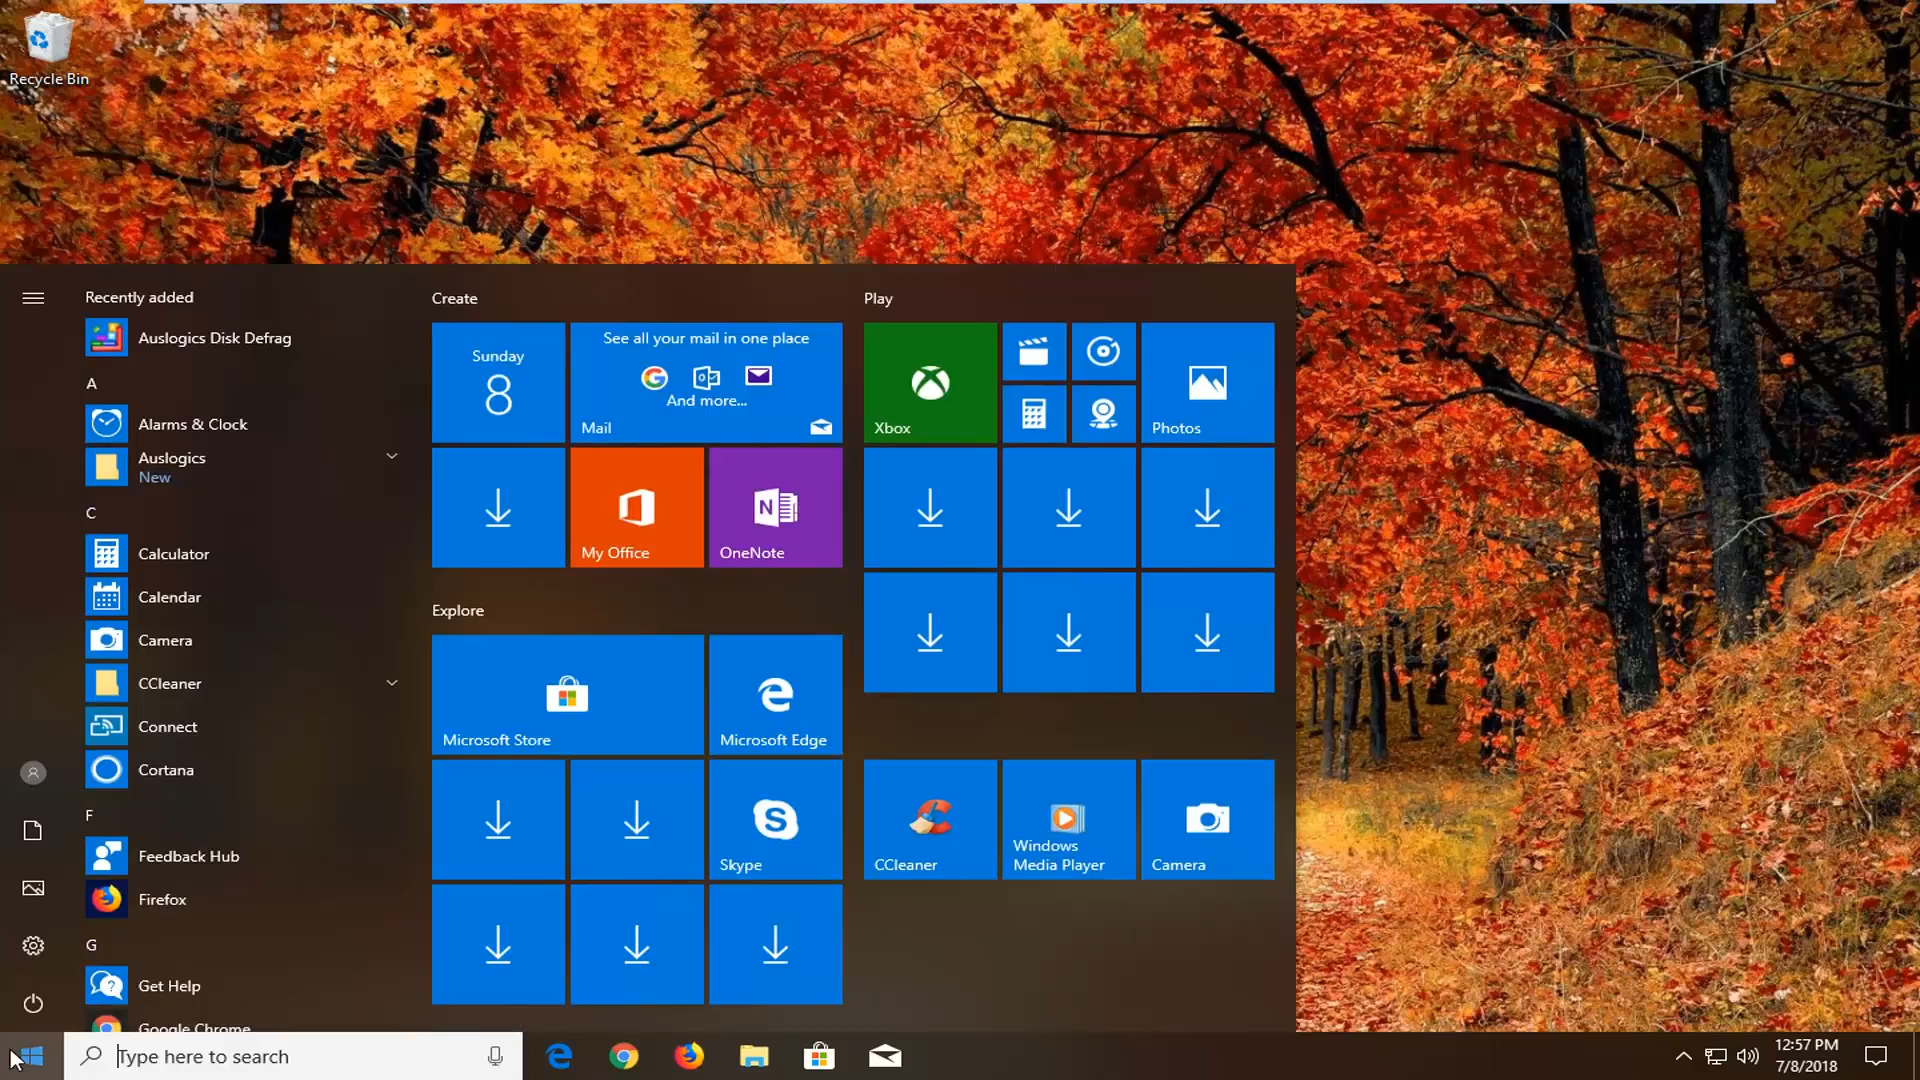 Recycle Bin
Recently added
Auslogics Disk Defrag
A
Alarms & Clock
Auslogics
New
C
Calculator
Calendar
Camera
CCleaner
Connect
Cortana
F
Feedback Hub
Firefox
G
Get Help
Google Chrome
Create
Sunday
8
See all your mail in one place
And more...
Mail
My Office
N
OneNote
Explore
Microsoft Store
Microsoft Edge
Skype
Play
Xbox
Photos
CCleaner
Windows
Media Player
Camera
Type here to search
12:57 PM
7/8/2018